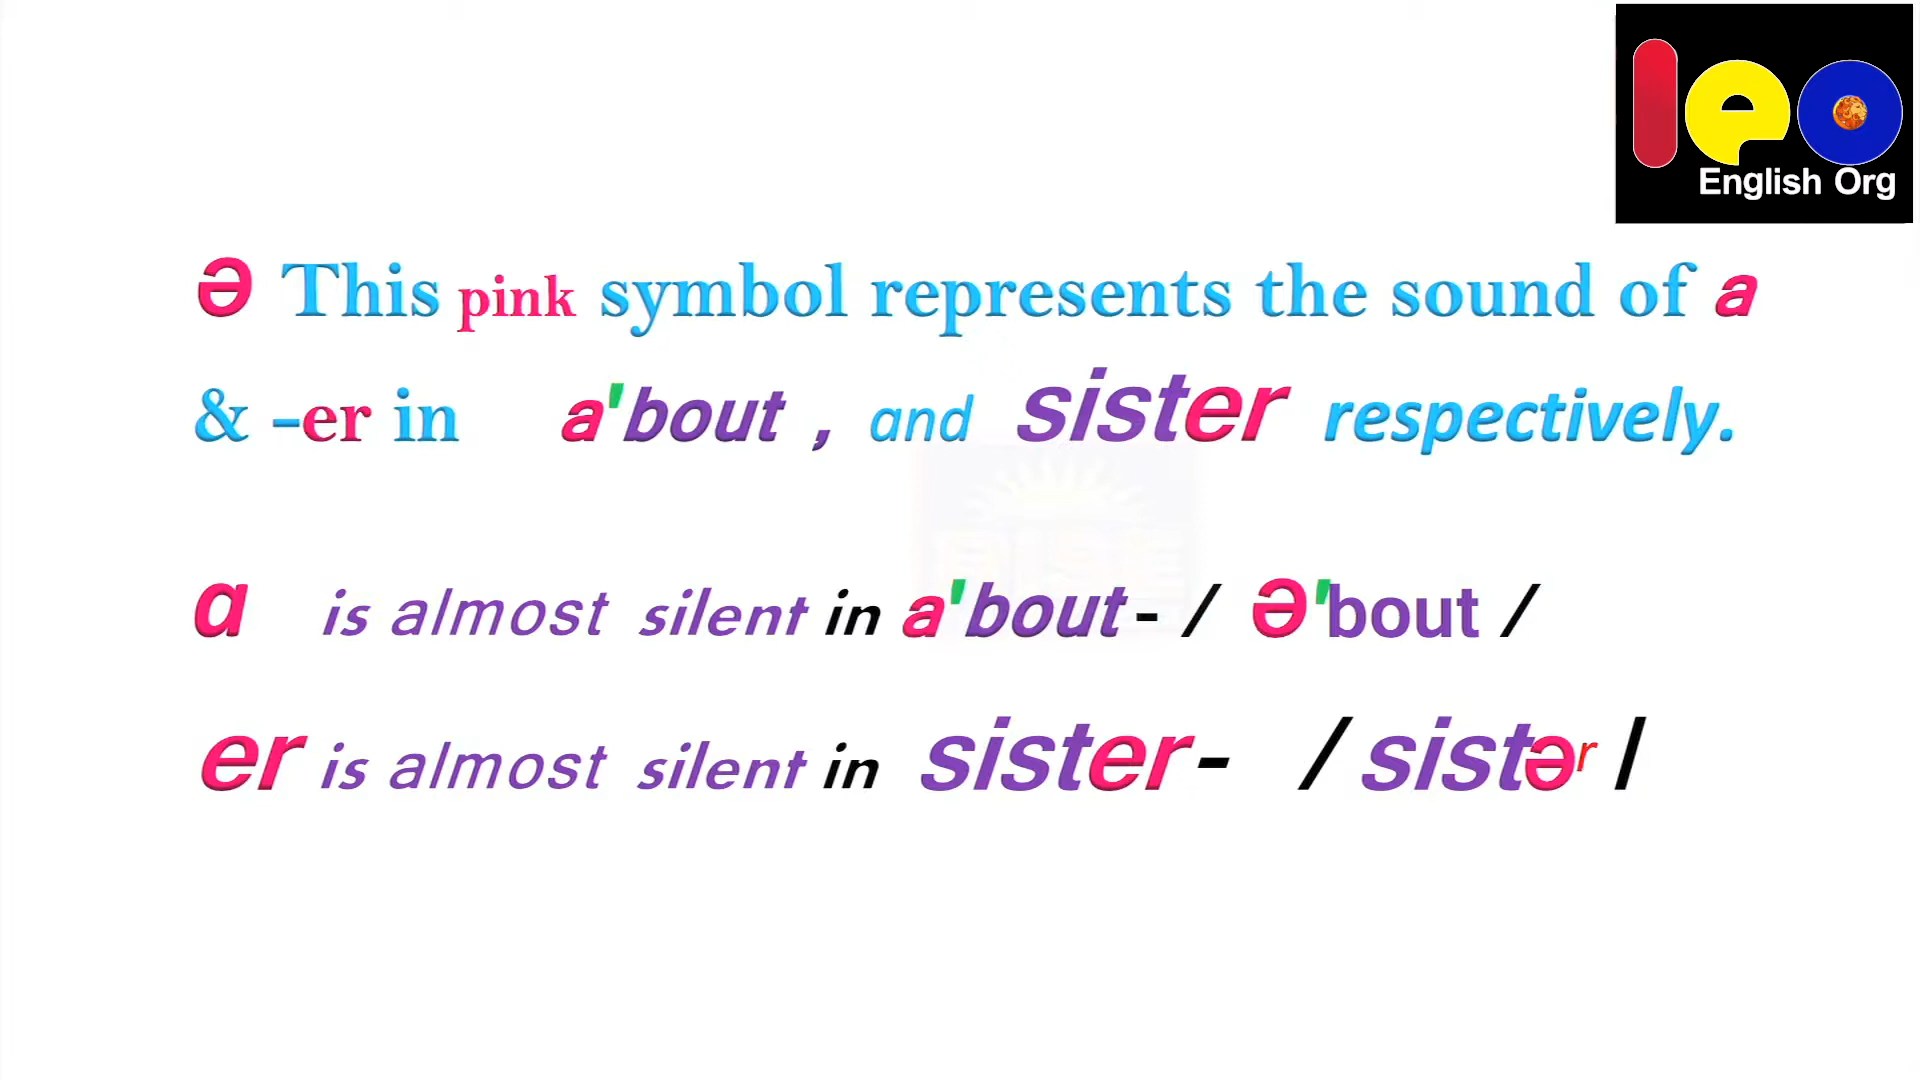 leo
English Org
ə This pink symbol represents the sound of a
& -er in a'bout , and sister respectively.
a is almost silent in a'bout - / ə'bout /
er is almost silent in sister - / sistər /